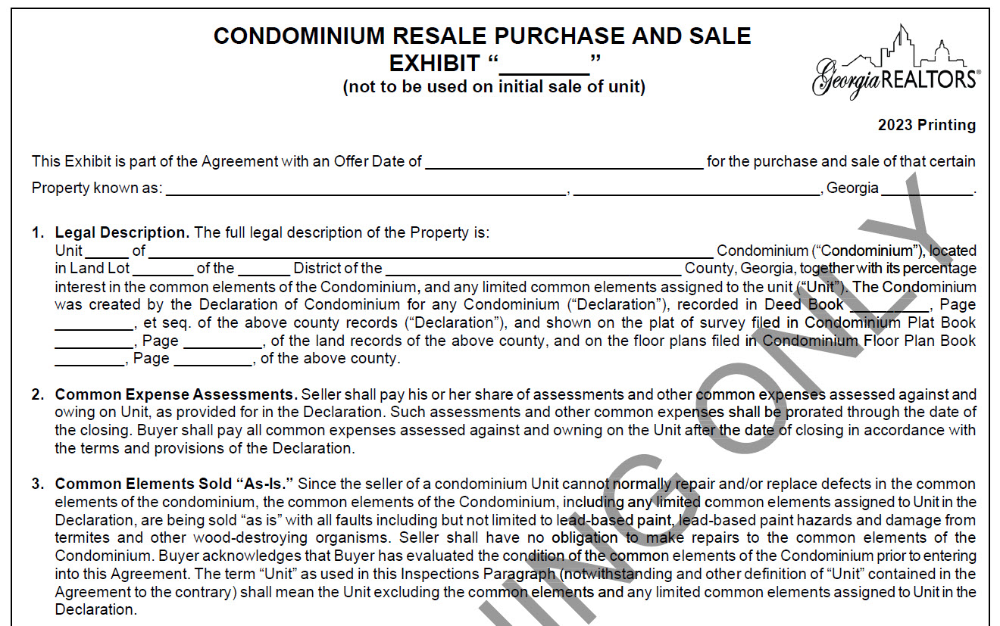 CONDOMINIUM RESALE PURCHASE AND SALE
EXHIBIT “_______”
(not to be used on initial sale of unit)
Georgia REALTORS®
2023 Printing
This Exhibit is part of the Agreement with an Offer Date of ______________________________ for the purchase and sale of that certain
Property known as: ___________________________________________, __________________________, Georgia __________.
1. Legal Description. The full legal description of the Property is:
Unit _____ of _____________________________________________________________ Condominium (“Condominium”), located
in Land Lot _______ of the ______ District of the ________________________________ County, Georgia, together with its percentage
interest in the common elements of the Condominium, and any limited common elements assigned to the unit (“Unit”). The Condominium
was created by the Declaration of Condominium for any Condominium (“Declaration”), recorded in Deed Book _________, Page
_________, et seq. of the above county records (“Declaration”), and shown on the plat of survey filed in Condominium Plat Book
_________, Page _________, of the land records of the above county, and on the floor plans filed in Condominium Floor Plan Book
________, Page _________, of the above county.
2. Common Expense Assessments. Seller shall pay his or her share of assessments and other common expenses assessed against and
owing on Unit, as provided for in the Declaration. Such assessments and other common expenses shall be prorated through the date of
the closing. Buyer shall pay all common expenses assessed against and owning on the Unit after the date of closing in accordance with
the terms and provisions of the Declaration.
3. Common Elements Sold “As-Is.” Since the seller of a condominium Unit cannot normally repair and/or replace defects in the common
elements of the condominium, the common elements of the Condominium, including any limited common elements assigned to Unit in the
Declaration, are being sold “as is” with all faults including but not limited to lead-based paint, lead-based paint hazards and damage from
termites and other wood-destroying organisms. Seller shall have no obligation to make repairs to the common elements of the
Condominium. Buyer acknowledges that Buyer has evaluated the condition of the common elements of the Condominium prior to entering
into this Agreement. The term “Unit” as used in this Inspections Paragraph (notwithstanding and other definition of “Unit” contained in the
Agreement to the contrary) shall mean the Unit excluding the common elements and any limited common elements assigned to Unit in the
Declaration.
NING ONLY